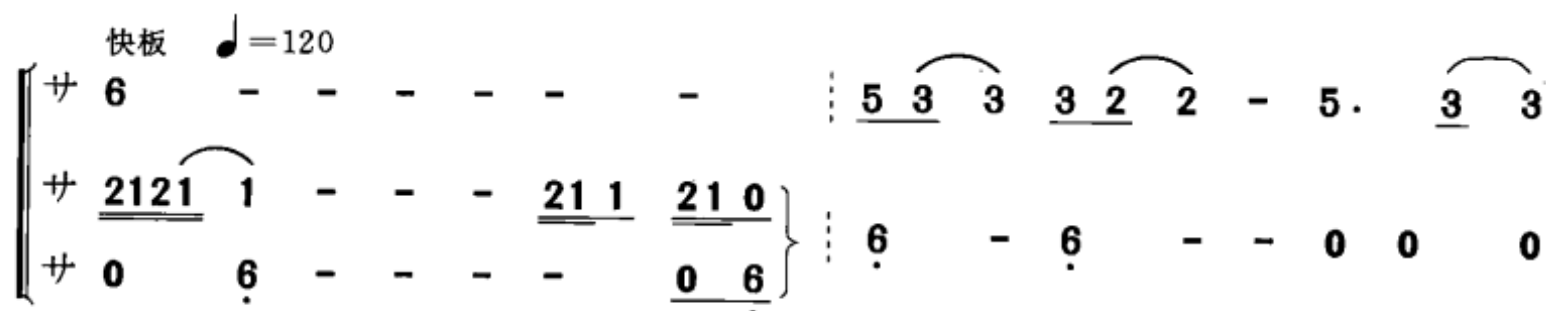 快板 ♩=120
サ 6 - - - - - - 5 3 3 3 2 2 - 5. 3 3
サ 2121 1 - - - 21 1 21 0
6 - 6 - - 0 0 0
サ 0 6 - - - - 0 6